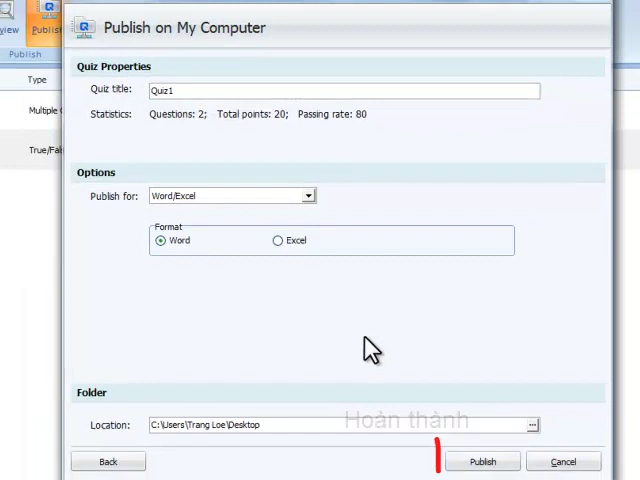 view
Publish
Publish on My Computer
Publish
Quiz Properties
Type
Quiz title:
Quiz1
Multiple
Statistics:
Questions: 2; Total points: 20; Passing rate: 80
True/Fals
Options
Publish for:
Word/Excel
Format
Word
Excel
Folder
Hoàn thành
Location:
C:\Users\Trang Loe\Desktop
...
Back
Publish
Cancel